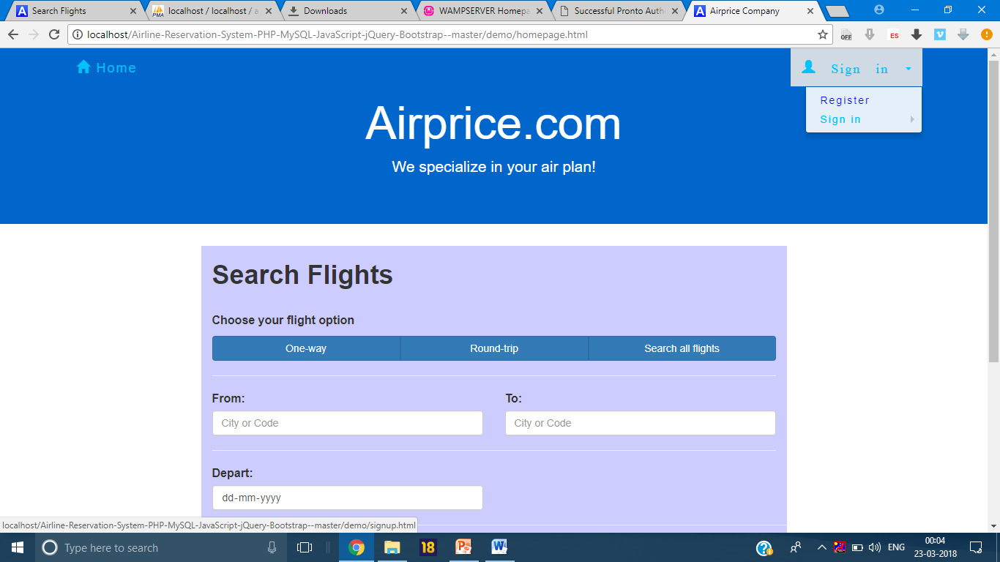 Search Flights
localhost / localhost / a
Downloads
WAMPSERVER Homepa
Successful Pronto Auth
Airprice Company
localhost/Airline-Reservation-System-PHP-MySQL-JavaScript-jQuery-Bootstrap--master/demo/homepage.html
OFF
ES
Home
Sign in
Register
Sign in
Airprice.com
We specialize in your air plan!
Search Flights
Choose your flight option
One-way Round-trip Search all flights
From: To:
City or Code City or Code
Depart:
dd-mm-yyyy
localhost/Airline-Reservation-System-PHP-MySQL-JavaScript-jQuery-Bootstrap--master/demo/signup.html
Type here to search
18
ENG
00:04
23-03-2018